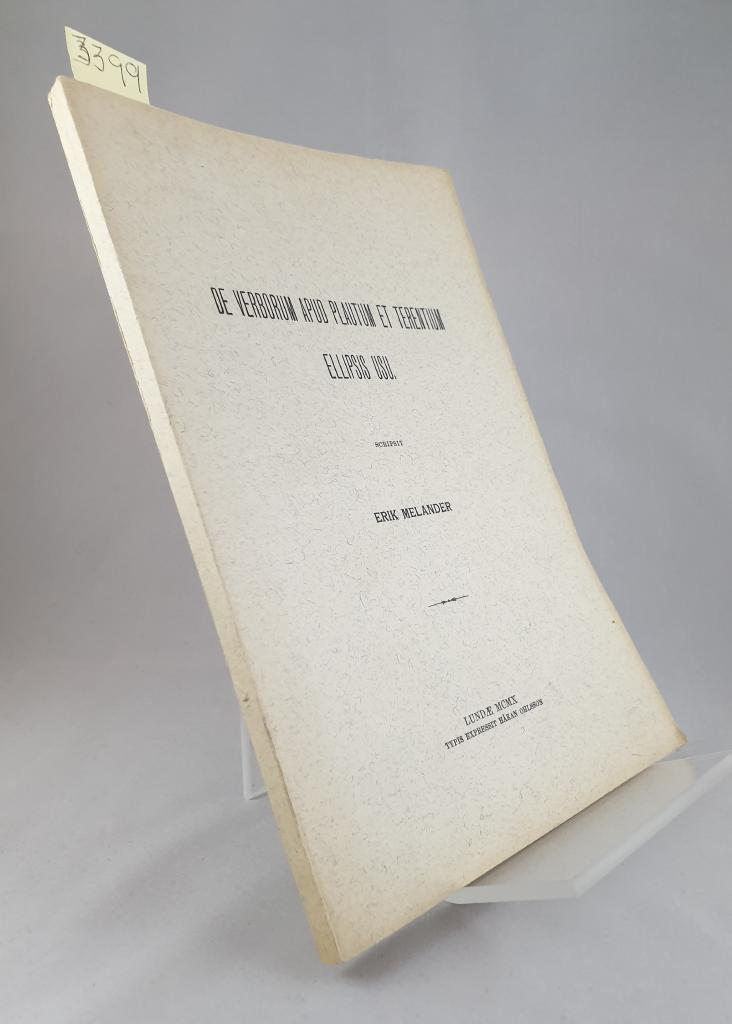 3399
DE VERBORUM APUD PLAUTUM ET TERENTIUM
ELLIPSIS USU.
SCRIPSIT
ERIK MELANDER
LUNDÆ MCMX
TYPIS EXPRESSIT HÅKAN OHLSSON